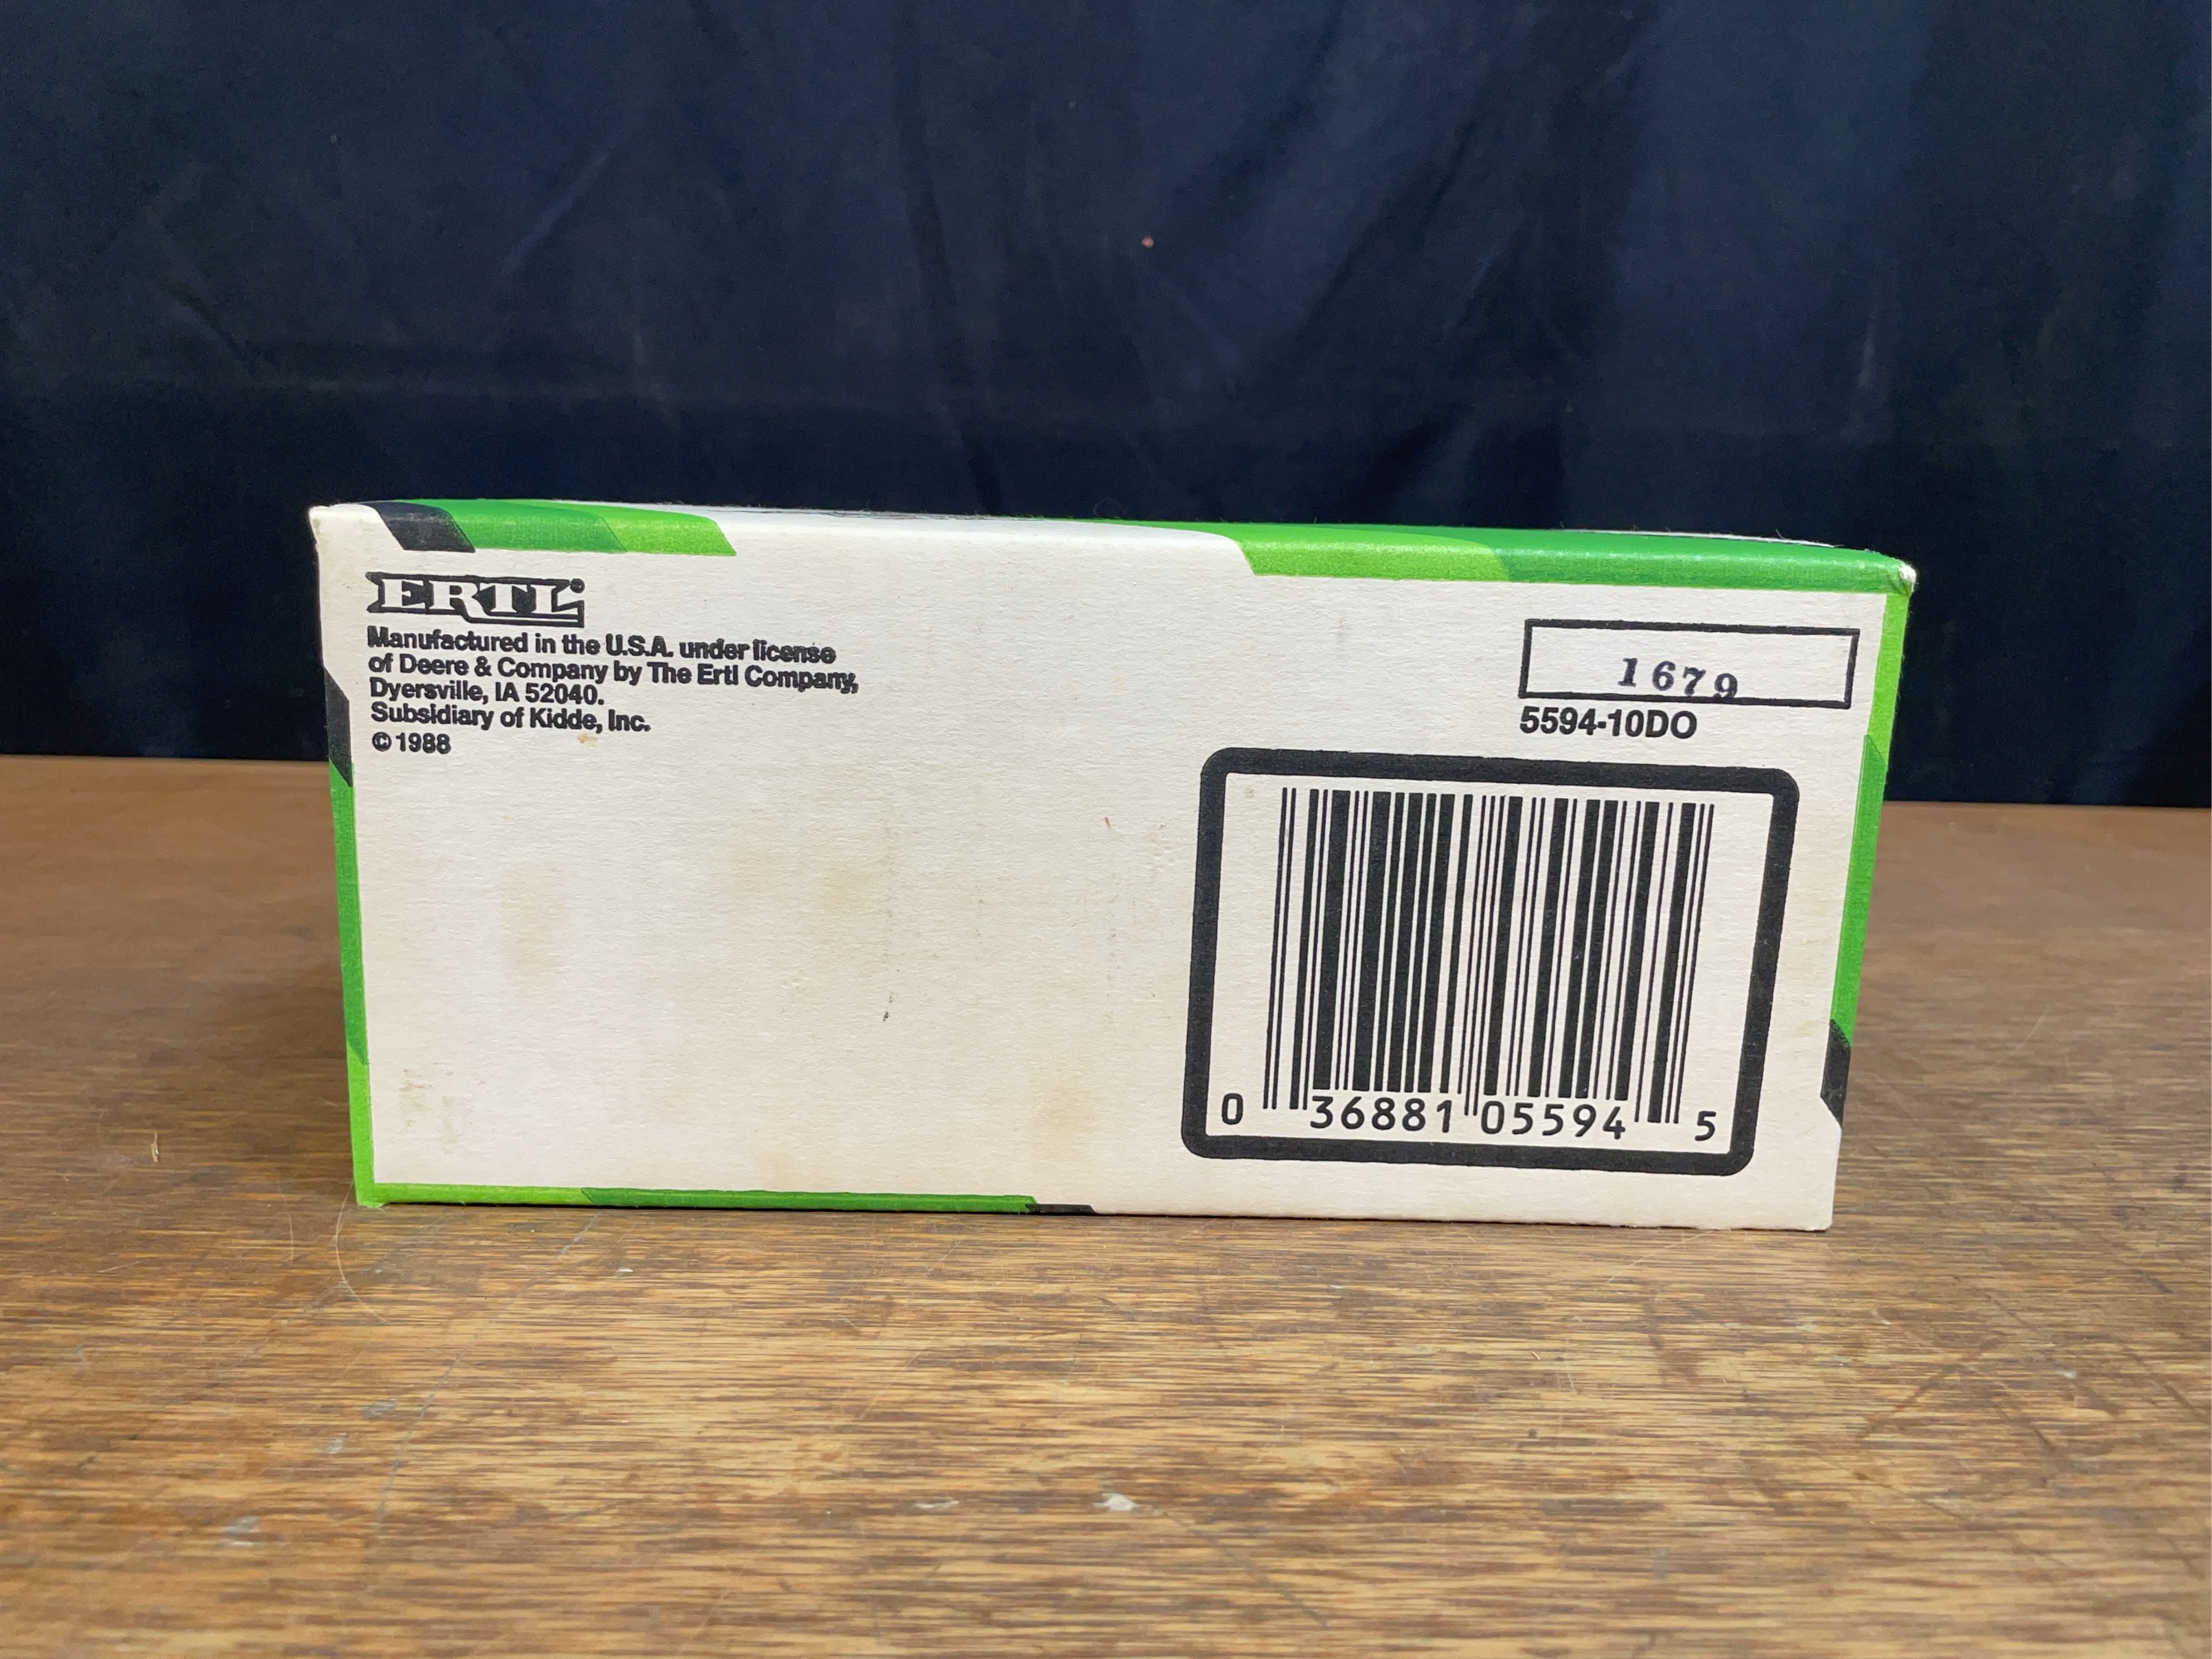 ERTL®
Manufactured in the U.S.A. under license
of Deere & Company by The Ertl Company,
Dyersville, IA 52040.
Subsidiary of Kidde, Inc.
© 1988
1679
5594-10DO
0 36881 05594 5